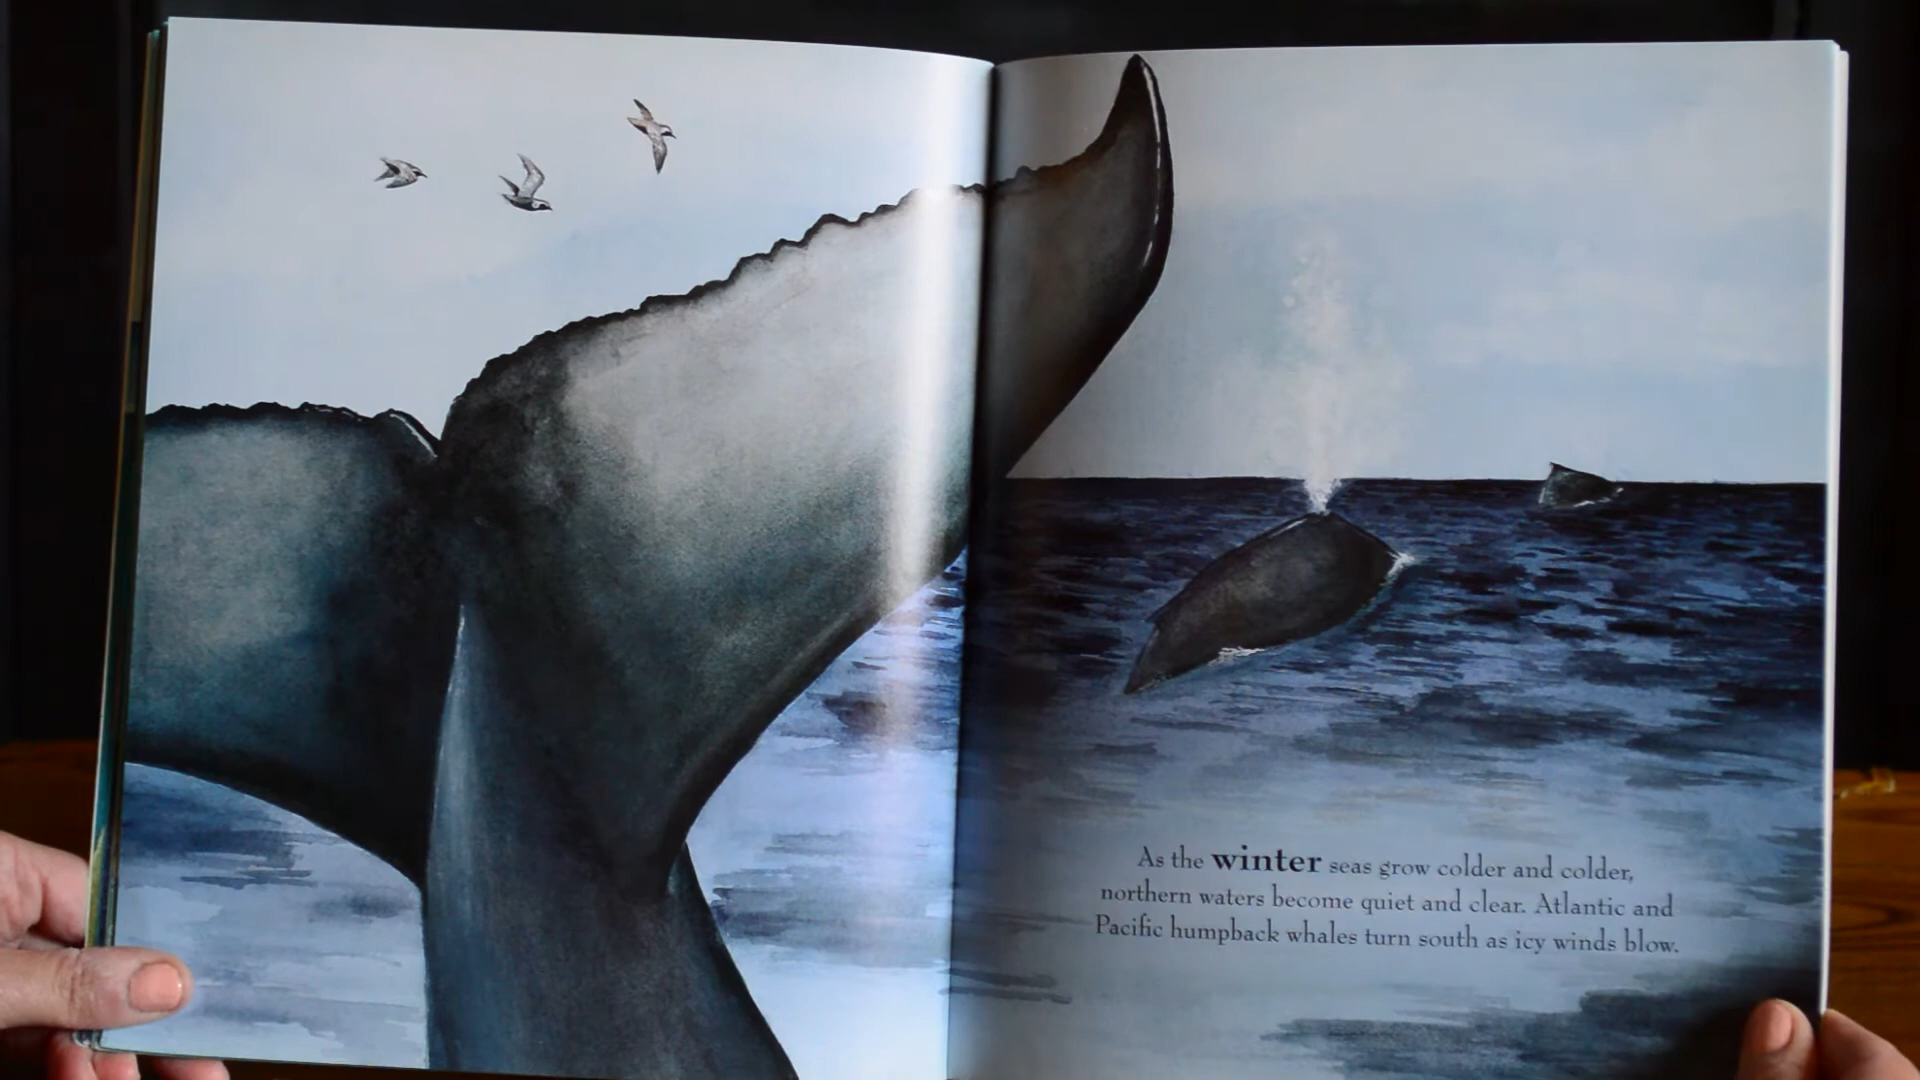 As the winter seas grow colder and colder,
northern waters become quiet and clear. Atlantic and
Pacific humpback whales turn south as icy winds blow.